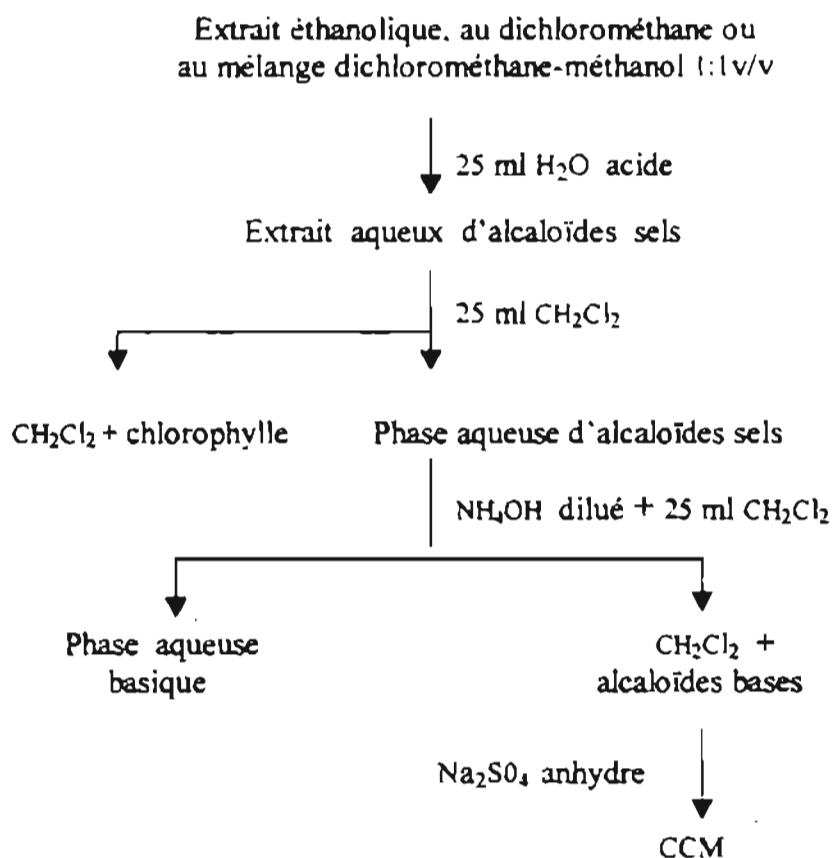 Extrait éthanolique, au dichlorométhane ou
au mélange dichlorométhane-méthanol 1:1v/v
25 ml H₂O acide
Extrait aqueux d'alcaloïdes sels
25 ml CH₂Cl₂
CH₂Cl₂ + chlorophylle
Phase aqueuse d'alcaloïdes sels
NH₄OH dilué + 25 ml CH₂Cl₂
Phase aqueuse
basique
CH₂Cl₂ +
alcaloïdes bases
Na₂SO₄ anhydre
CCM